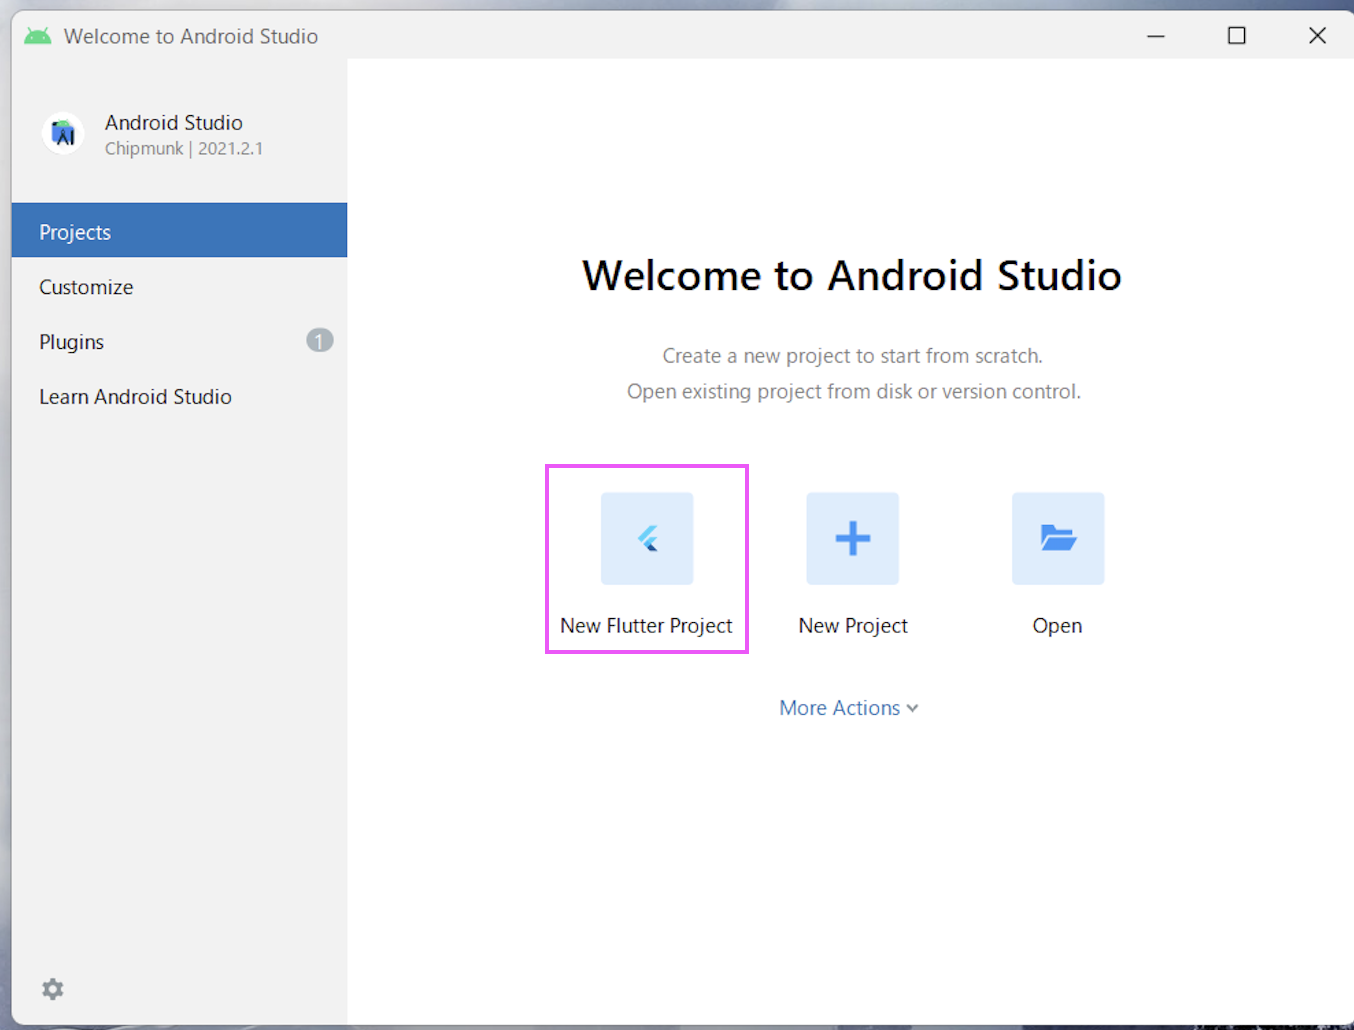 Welcome to Android Studio
Android Studio
Chipmunk | 2021.2.1
Projects
Customize
Plugins
1
Learn Android Studio
Welcome to Android Studio
Create a new project to start from scratch.
Open existing project from disk or version control.
New Flutter Project
New Project
Open
More Actions